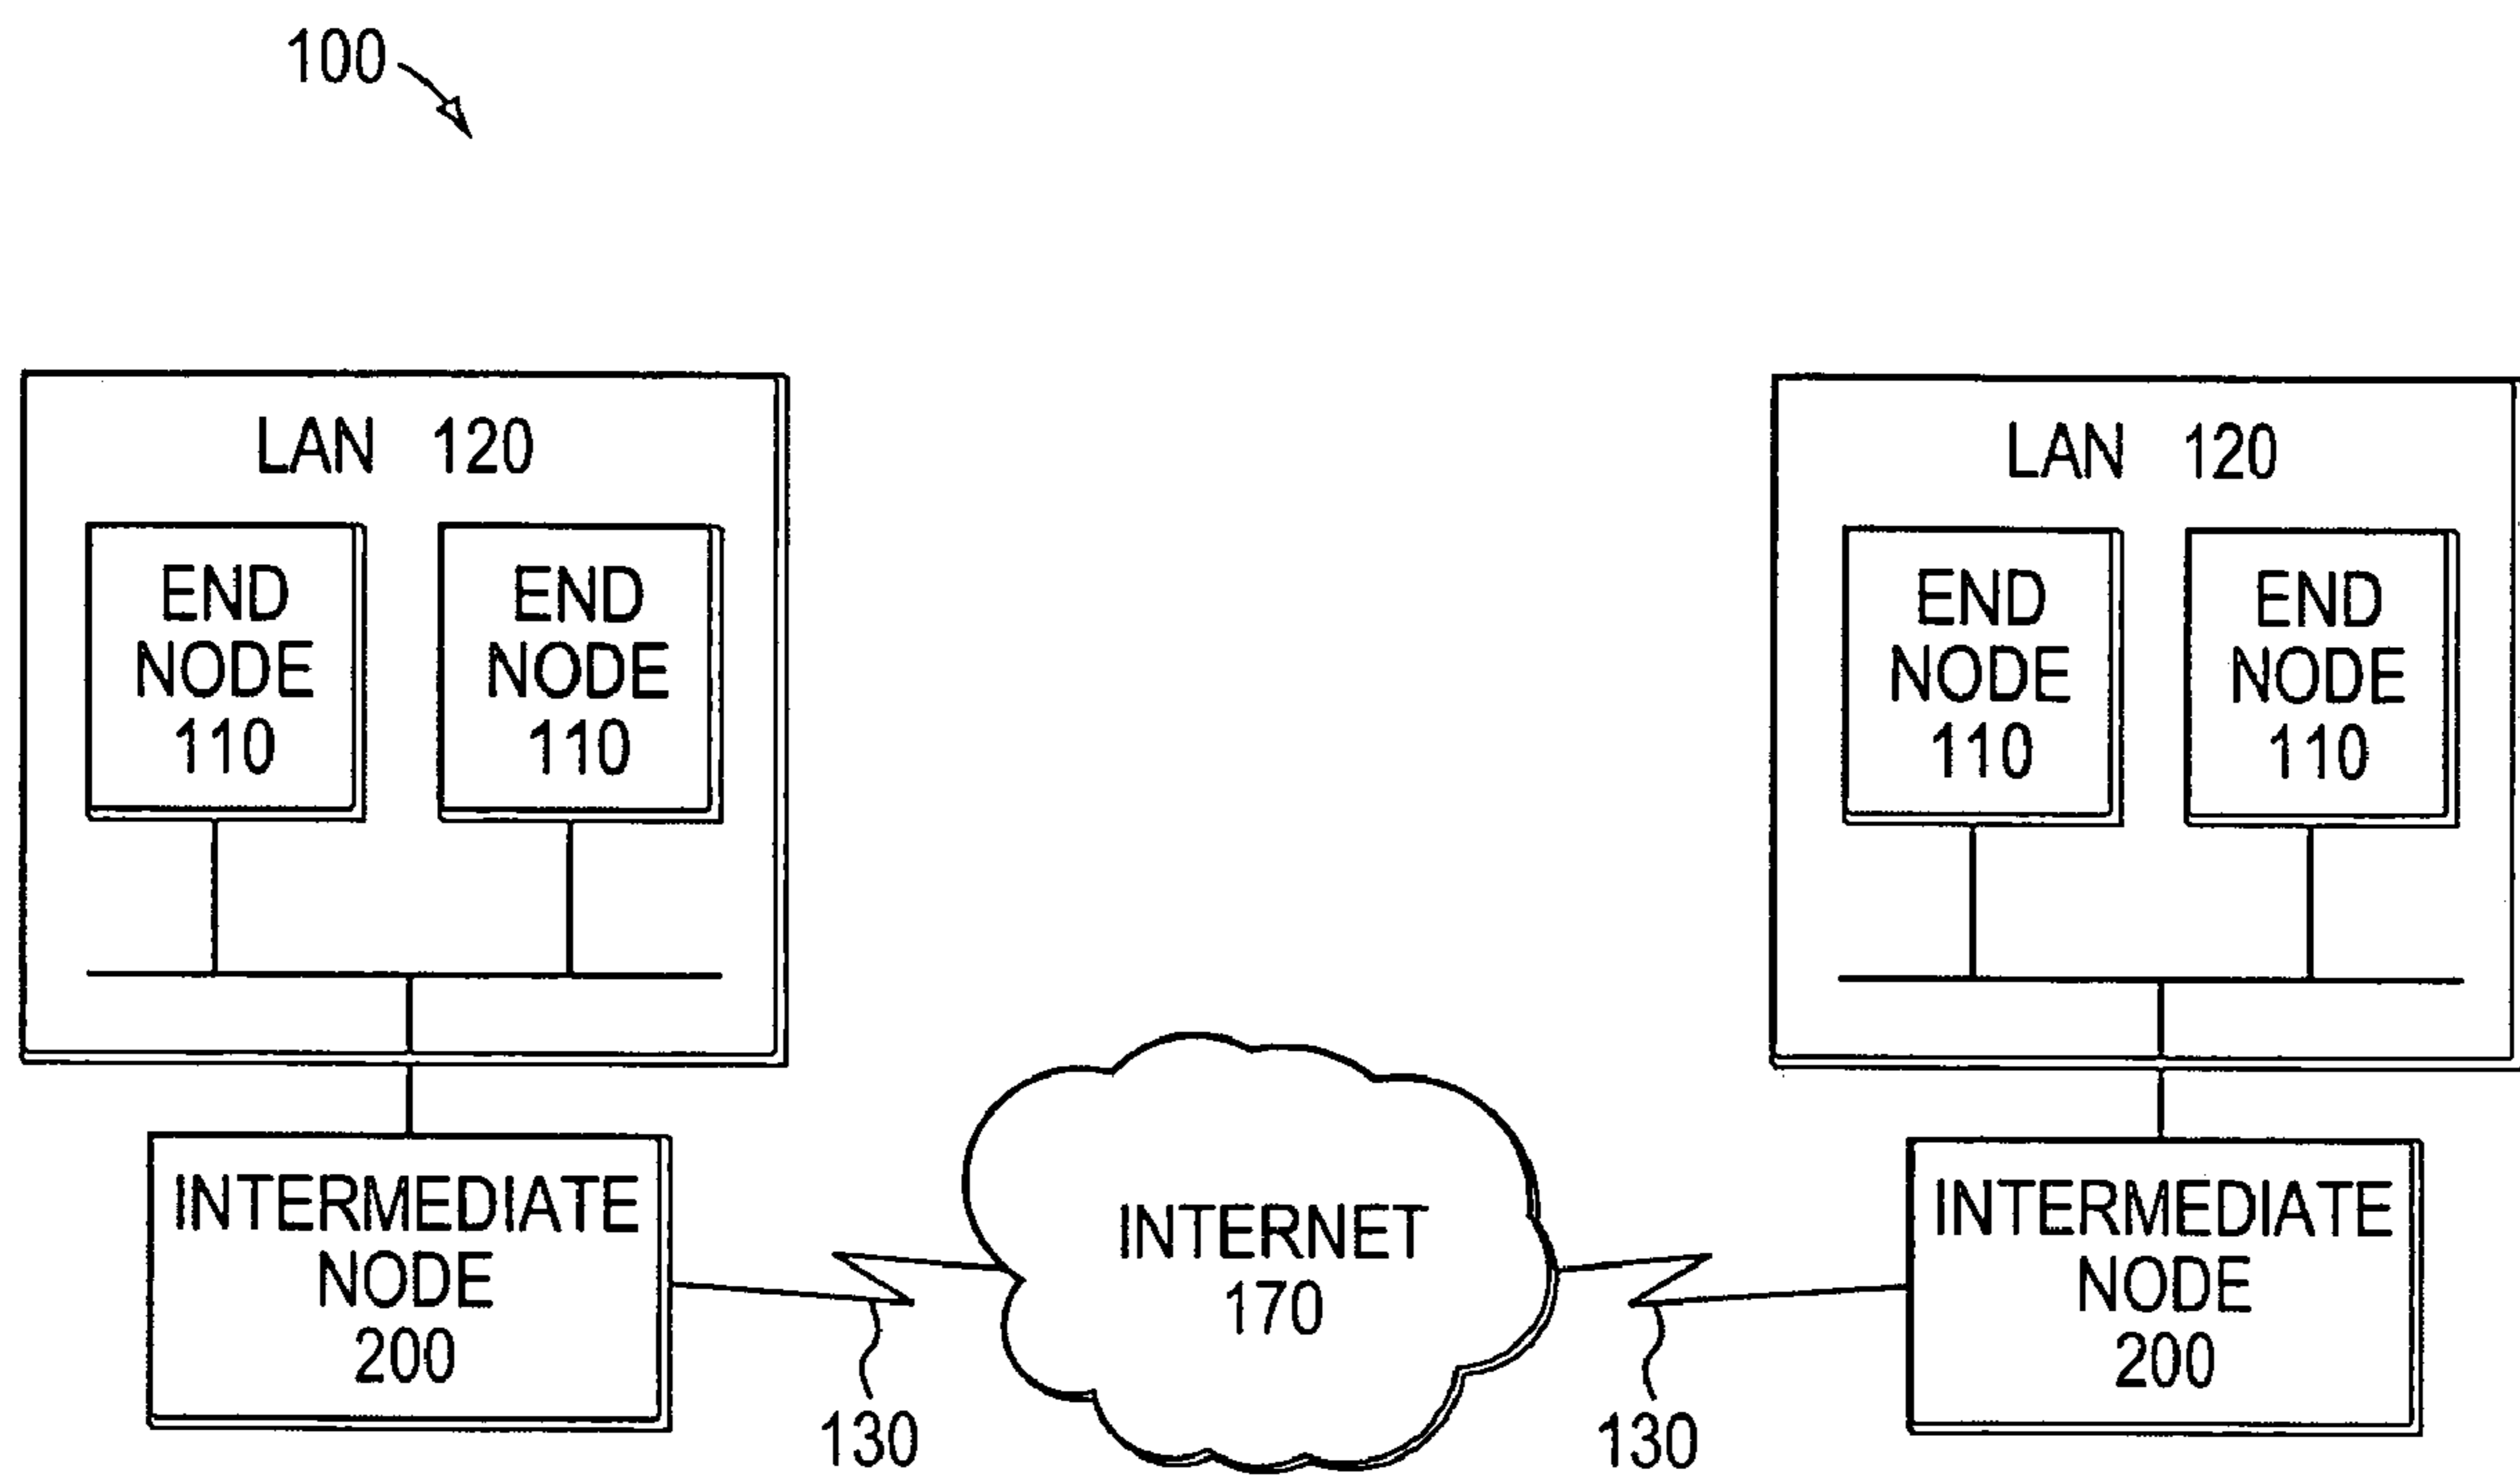 100
LAN 120
END
NODE
110
END
NODE
110
LAN 120
END
NODE
110
END
NODE
110
INTERMEDIATE
NODE
200
130
INTERNET
170
130
INTERMEDIATE
NODE
200